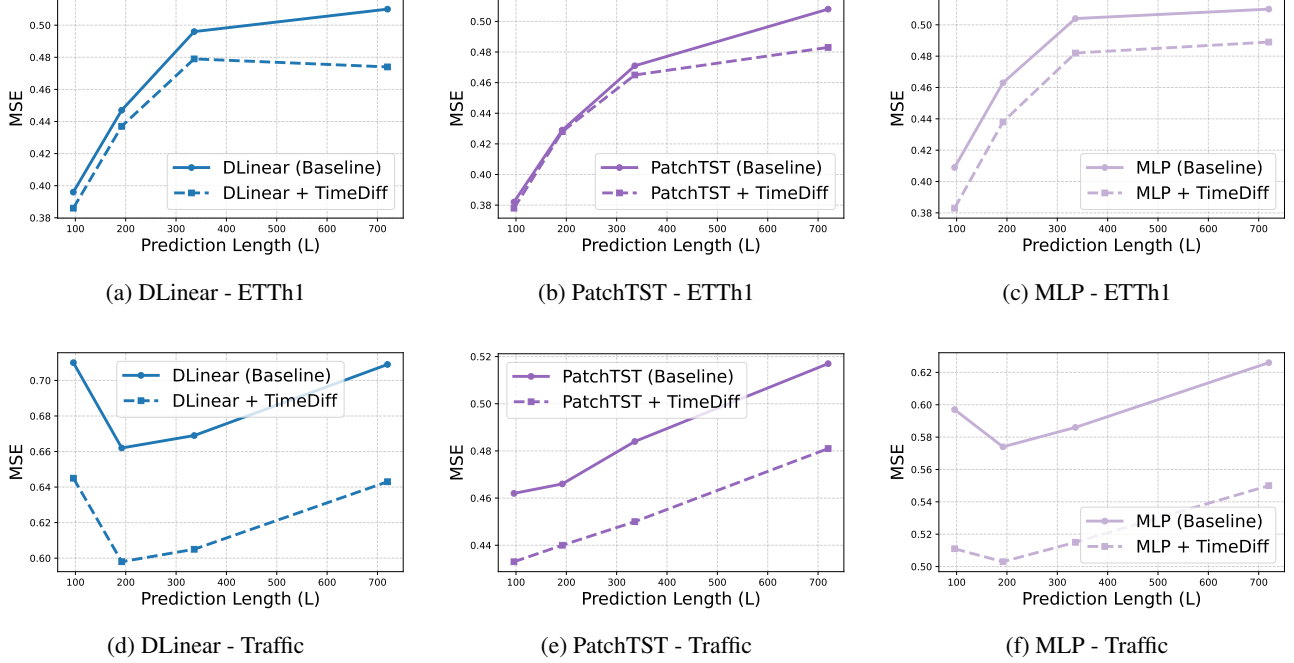 0.50
0.48
0.46
0.44
0.42
0.40
0.38
MSE
DLinear (Baseline)
DLinear + TimeDiff
100 200 300 400 500 600 700
Prediction Length (L)
(a) DLinear - ETTh1
0.50
0.48
0.46
0.44
0.42
0.40
0.38
MSE
PatchTST (Baseline)
PatchTST + TimeDiff
100 200 300 400 500 600 700
Prediction Length (L)
(b) PatchTST - ETTh1
0.50
0.48
0.46
0.44
0.42
0.40
0.38
MSE
MLP (Baseline)
MLP + TimeDiff
100 200 300 400 500 600 700
Prediction Length (L)
(c) MLP - ETTh1
0.70
0.68
0.66
0.64
0.62
0.60
MSE
DLinear (Baseline)
DLinear + TimeDiff
100 200 300 400 500 600 700
Prediction Length (L)
(d) DLinear - Traffic
0.52
0.50
0.48
0.46
0.44
MSE
PatchTST (Baseline)
PatchTST + TimeDiff
100 200 300 400 500 600 700
Prediction Length (L)
(e) PatchTST - Traffic
0.62
0.60
0.58
0.56
0.54
0.52
0.50
MSE
MLP (Baseline)
MLP + TimeDiff
100 200 300 400 500 600 700
Prediction Length (L)
(f) MLP - Traffic